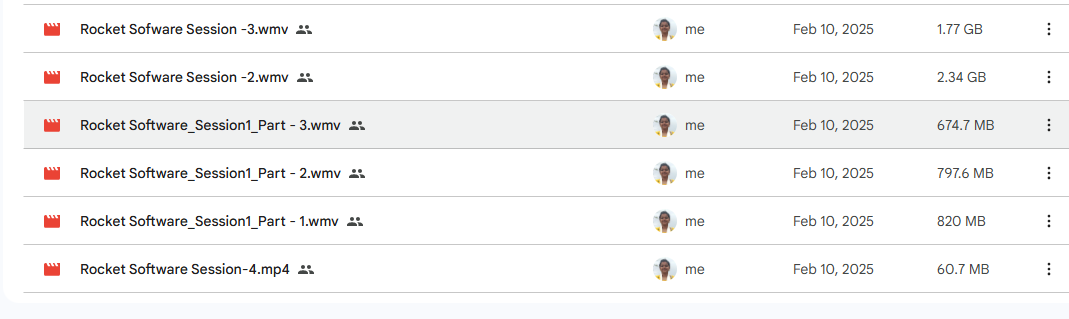 Rocket Sofware Session -3.wmv me Feb 10, 2025 1.77 GB
Rocket Sofware Session -2.wmv me Feb 10, 2025 2.34 GB
Rocket Software_Session1_Part - 3.wmv me Feb 10, 2025 674.7 MB
Rocket Software_Session1_Part - 2.wmv me Feb 10, 2025 797.6 MB
Rocket Software_Session1_Part - 1.wmv me Feb 10, 2025 820 MB
Rocket Software Session-4.mp4 me Feb 10, 2025 60.7 MB